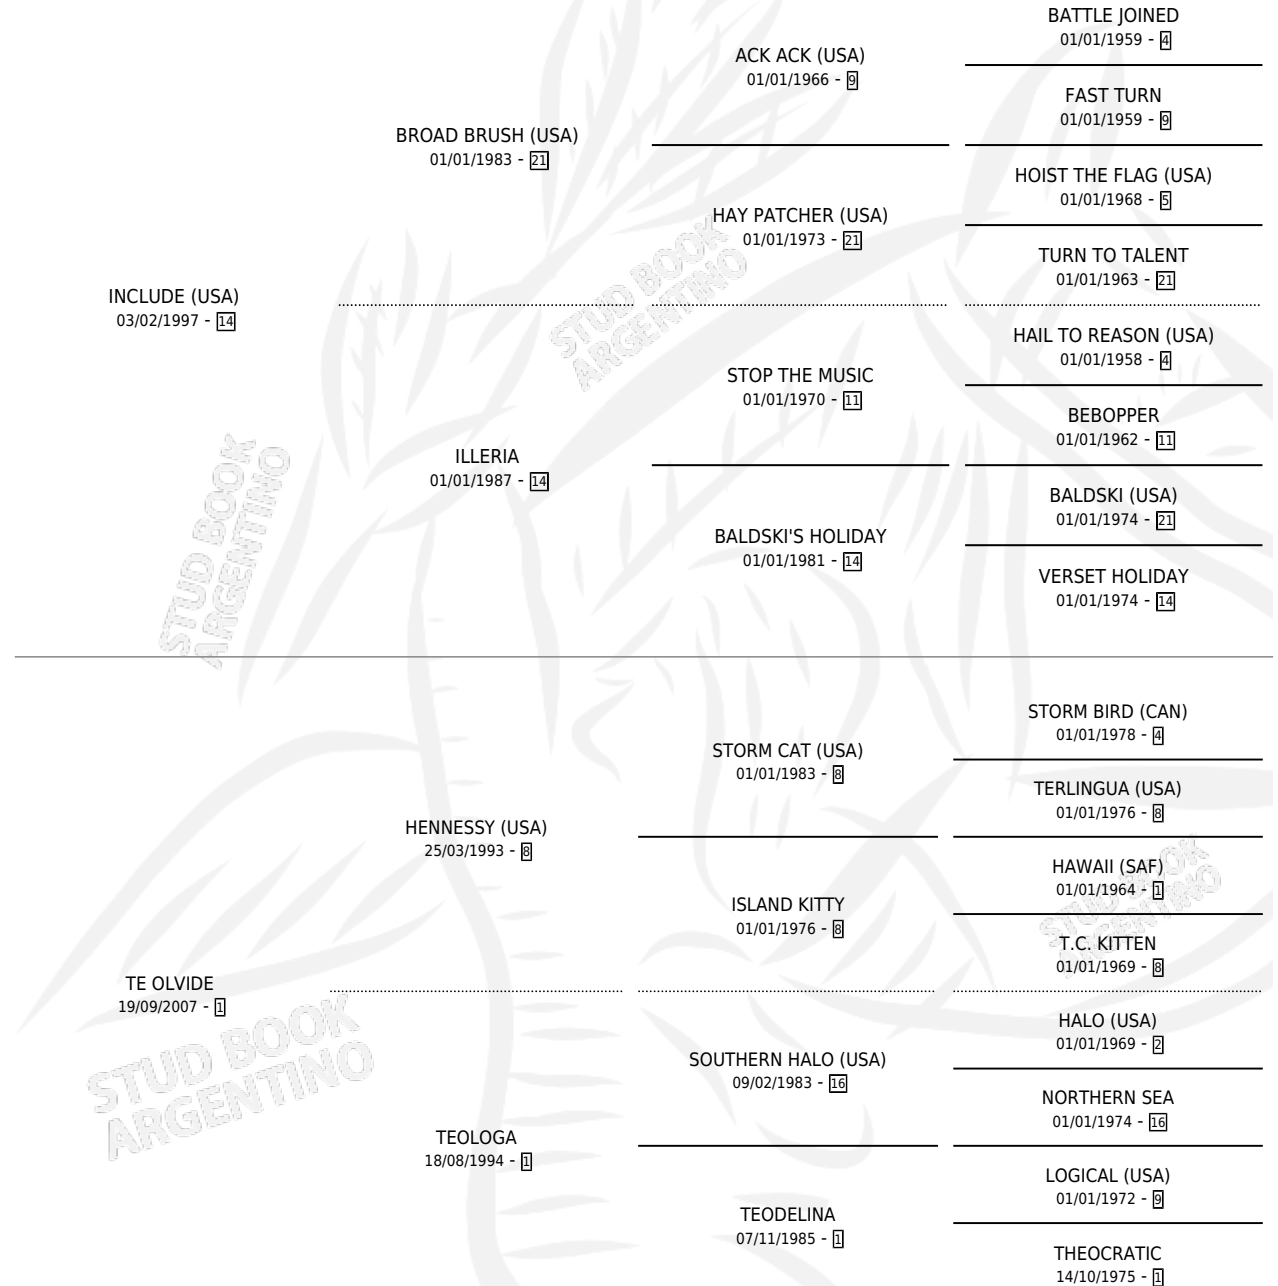 INCLUDE (USA)
03/02/1997 - 14
BROAD BRUSH (USA)
01/01/1983 - 21
ACK ACK (USA)
01/01/1966 - 9
BATTLE JOINED
01/01/1959 - 4
FAST TURN
01/01/1959 - 9
HAY PATCHER (USA)
01/01/1973 - 21
HOIST THE FLAG (USA)
01/01/1968 - 5
TURN TO TALENT
01/01/1963 - 21
ILLERIA
01/01/1987 - 14
STOP THE MUSIC
01/01/1970 - 11
HAIL TO REASON (USA)
01/01/1958 - 4
BEBOPPER
01/01/1962 - 11
BALDSKI'S HOLIDAY
01/01/1981 - 14
BALDSKI (USA)
01/01/1974 - 21
VERSET HOLIDAY
01/01/1974 - 14
TE OLVIDE
19/09/2007 - 1
HENNESSY (USA)
25/03/1993 - 8
STORM CAT (USA)
01/01/1983 - 8
STORM BIRD (CAN)
01/01/1978 - 4
TERLINGUA (USA)
01/01/1976 - 8
ISLAND KITTY
01/01/1976 - 8
HAWAII (SAF)
01/01/1964 - 1
T.C. KITTEN
01/01/1969 - 8
TEOLOGA
18/08/1994 - 1
SOUTHERN HALO (USA)
09/02/1983 - 16
HALO (USA)
01/01/1969 - 2
NORTHERN SEA
01/01/1974 - 16
TEODELINA
07/11/1985 - 1
LOGICAL (USA)
01/01/1972 - 9
THEOCRATIC
14/10/1975 - 1
STUD BOOK
ARGENTINO
STUD BOOK
ARGENTINO
STUD BOOK
ARGENTINO
STUD BOOK
ARGENTINO